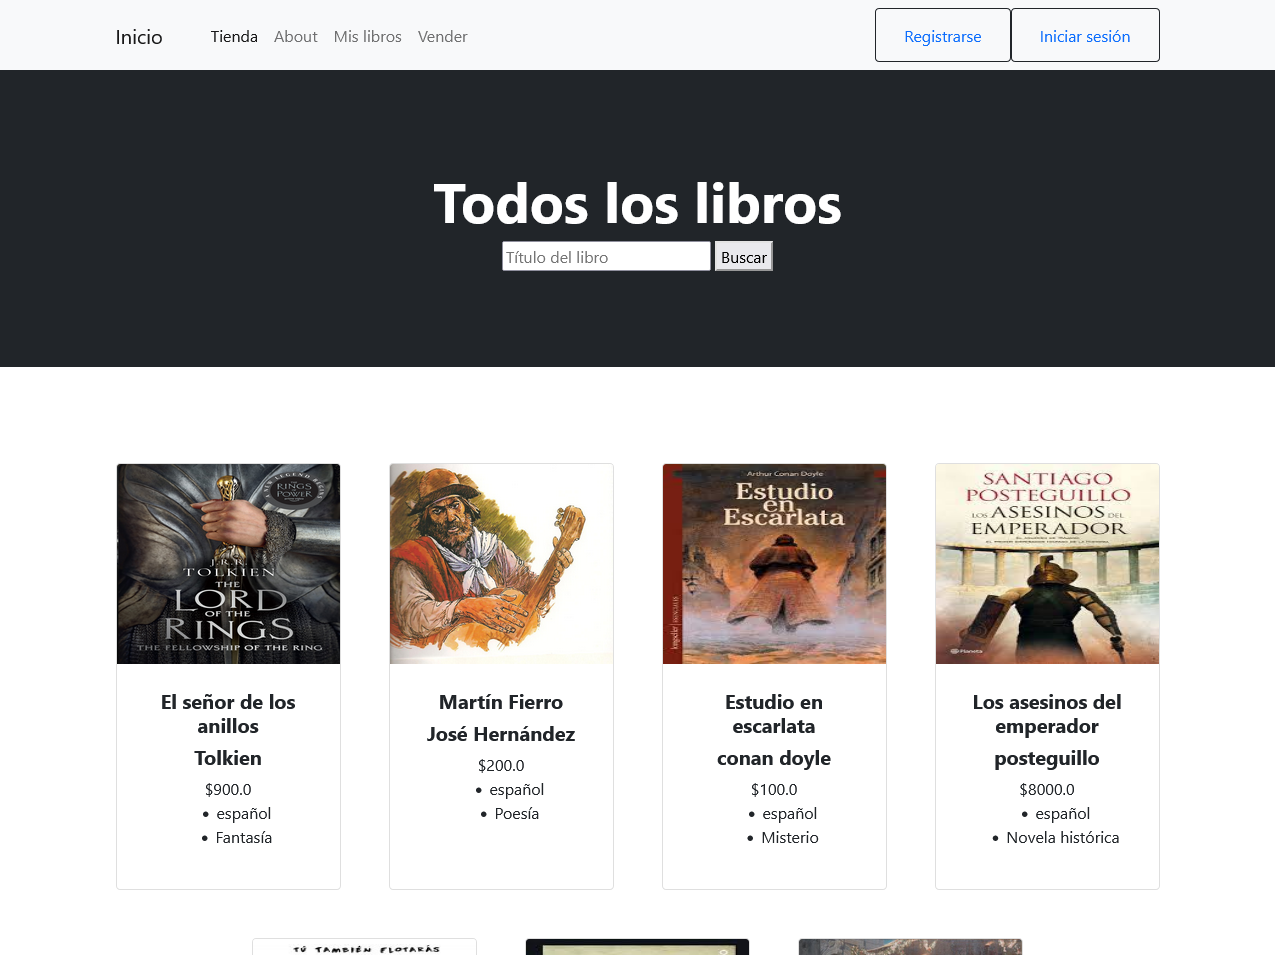 Inicio
Tienda
About
Mis libros
Vender
Registrarse
Iniciar sesión
Todos los libros
Título del libro
Buscar
THE
RINGS
POWER
J.R.R.
TOLKIEN
THE
LORD
OF THE
RINGS
THE FELLOWSHIP OF THE RING
El señor de los
anillos
Tolkien
$900.0
• español
• Fantasía
Martín Fierro
José Hernández
$200.0
• español
• Poesía
Arthur Conan Doyle
Estudio
en
Escarlata
Estudio en
escarlata
conan doyle
$100.0
• español
• Misterio
SANTIAGO
POSTEGUILLO
LOS ASESINOS DEL
EMPERADOR
Planeta
Los asesinos del
emperador
posteguillo
$8000.0
• español
• Novela histórica
TÚ TAMBIÉN FLOTARÁS